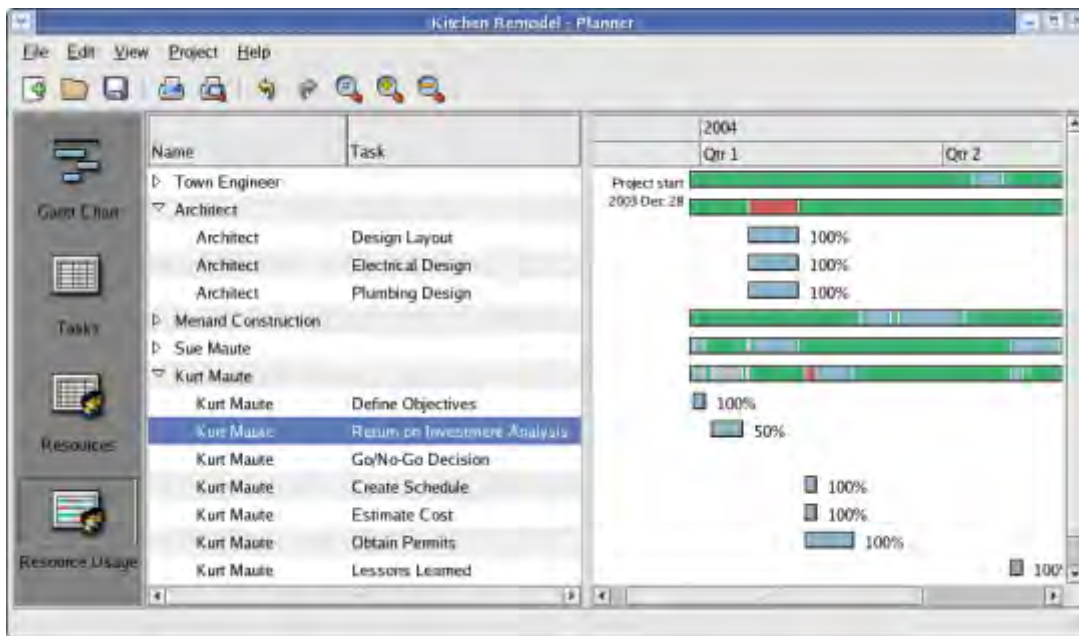 Kitchen Remodel - Planner
File Edit View Project Help
2004
Name Task Qtr 1 Qtr 2
Gantt Chart
Tasks
Resources
Resource Usage
Town Engineer
Project start
2003 Dec 28
Architect
Architect Design Layout 100%
Architect Electrical Design 100%
Architect Plumbing Design 100%
Menard Construction
Sue Maute
Kurt Maute
Kurt Maute Define Objectives 100%
Kurt Maute Return on Investment Analysis 50%
Kurt Maute Go/No-Go Decision
Kurt Maute Create Schedule 100%
Kurt Maute Estimate Cost 100%
Kurt Maute Obtain Permits 100%
Kurt Maute Lessons Learned 100